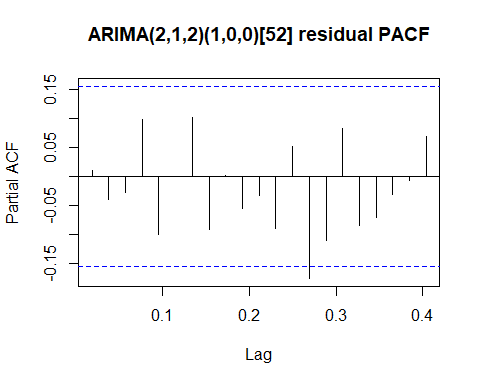 ARIMA(2,1,2)(1,0,0)[52] residual PACF
Partial ACF
0.15
0.05
-0.05
-0.15
0.1 0.2 0.3 0.4
Lag